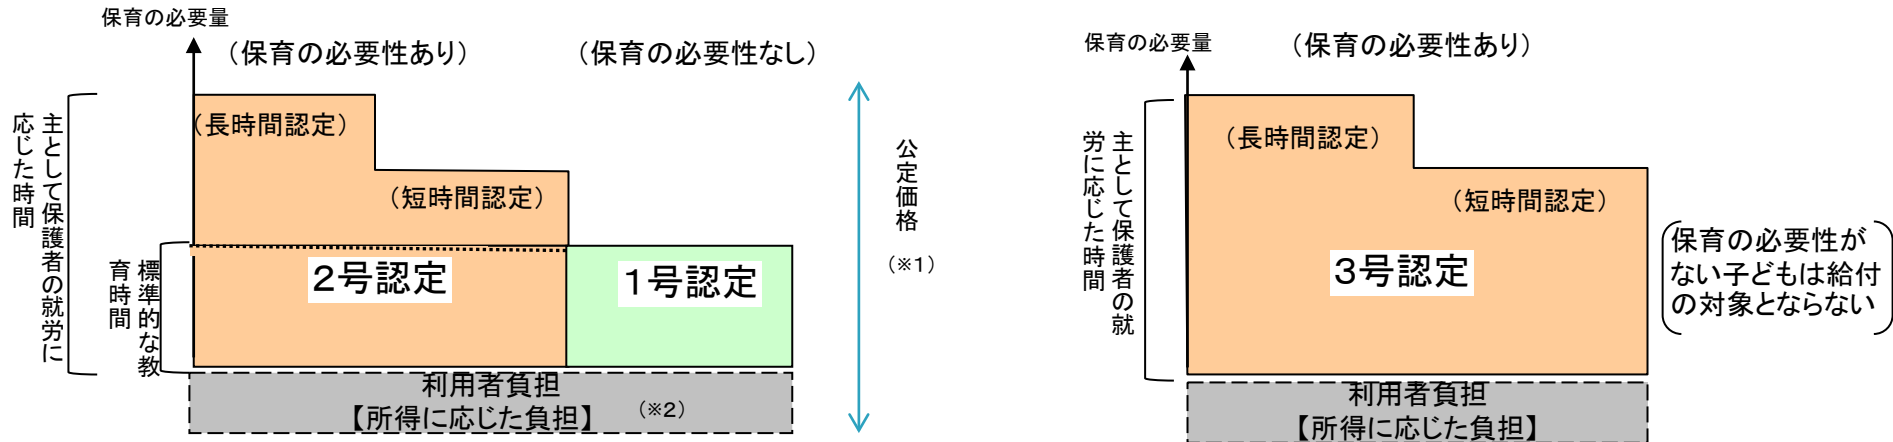 保育の必要量
（保育の必要性あり）
（保育の必要性なし）
（長時間認定）
（短時間認定）
主として保護者の就労に
応じた時間
標準的な教
育時間
2号認定
1号認定
利用者負担
【所得に応じた負担】
（※2）
公定価格
（※1）
保育の必要量
（保育の必要性あり）
（長時間認定）
（短時間認定）
主として保護者の就
労に応じた時間
3号認定
保育の必要性が
ない子どもは給付
の対象とならない
利用者負担
【所得に応じた負担】